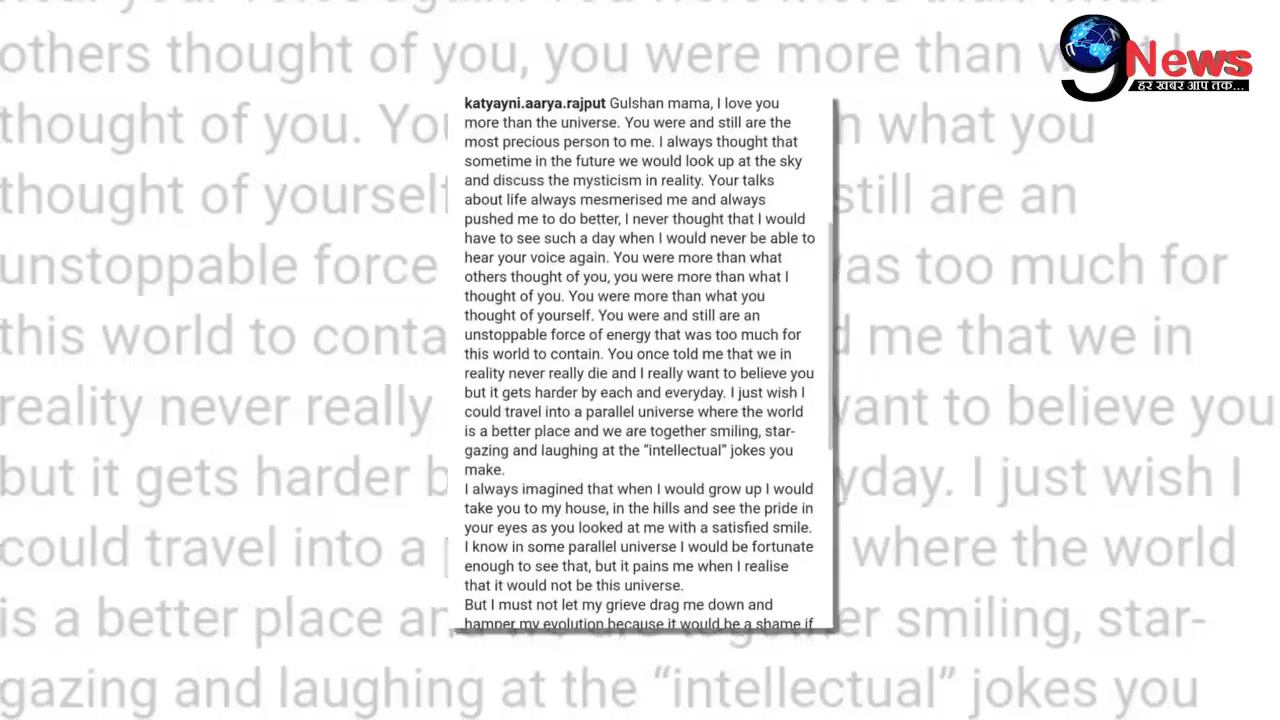 hear your voice again. You were more than what
others thought of you, you were more than what I
thought of you. You n what you
thought of yourself still are an
unstoppable force was too much for
this world to conta d me that we in
reality never really want to believe you
but it gets harder b yday. I just wish I
could travel into a p where the world
is a better place an er smiling, star-
gazing and laughing at the “intellectual” jokes you
9 News
हर खबर आप तक...
katyayni.aarya.rajput Gulshan mama, I love you
more than the universe. You were and still are the
most precious person to me. I always thought that
sometime in the future we would look up at the sky
and discuss the mysticism in reality. Your talks
about life always mesmerised me and always
pushed me to do better, I never thought that I would
have to see such a day when I would never be able to
hear your voice again. You were more than what
others thought of you, you were more than what I
thought of you. You were more than what you
thought of yourself. You were and still are an
unstoppable force of energy that was too much for
this world to contain. You once told me that we in
reality never really die and I really want to believe you
but it gets harder by each and everyday. I just wish I
could travel into a parallel universe where the world
is a better place and we are together smiling, star-
gazing and laughing at the “intellectual” jokes you
make.
I always imagined that when I would grow up I would
take you to my house, in the hills and see the pride in
your eyes as you looked at me with a satisfied smile.
I know in some parallel universe I would be fortunate
enough to see that, but it pains me when I realise
that it would not be this universe.
But I must not let my grieve drag me down and
hamper my evolution because it would be a shame if